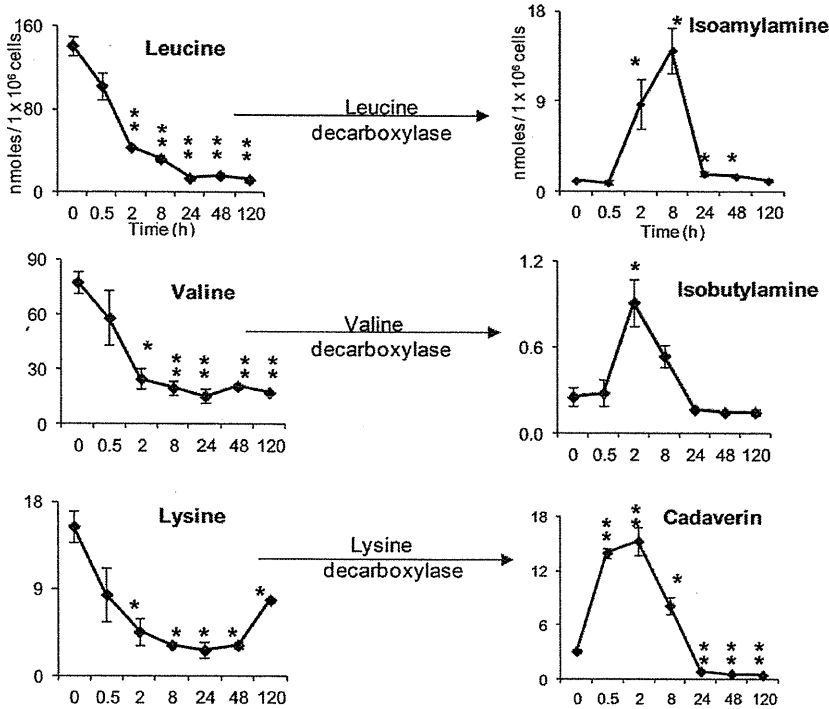 160
80
0
nmoles/ 1 x 10⁶ cells
Leucine
** ** ** ** **
0 0.5 2 8 24 48 120
Time (h)
Leucine
decarboxylase
18
9
0
nmoles/ 1 x 10⁶ cells
Isoamylamine
* * * *
0 0.5 2 8 24 48 120
Time (h)
90
60
30
0
Valine
* ** ** ** **
0 0.5 2 8 24 48 120
Valine
decarboxylase
1.2
0.6
0.0
Isobutylamine
*
0 0.5 2 8 24 48 120
18
9
0
Lysine
* * * * *
0 0.5 2 8 24 48 120
Lysine
decarboxylase
18
12
6
0
Cadaverin
** ** * ** ** **
0 0.5 2 8 24 48 120